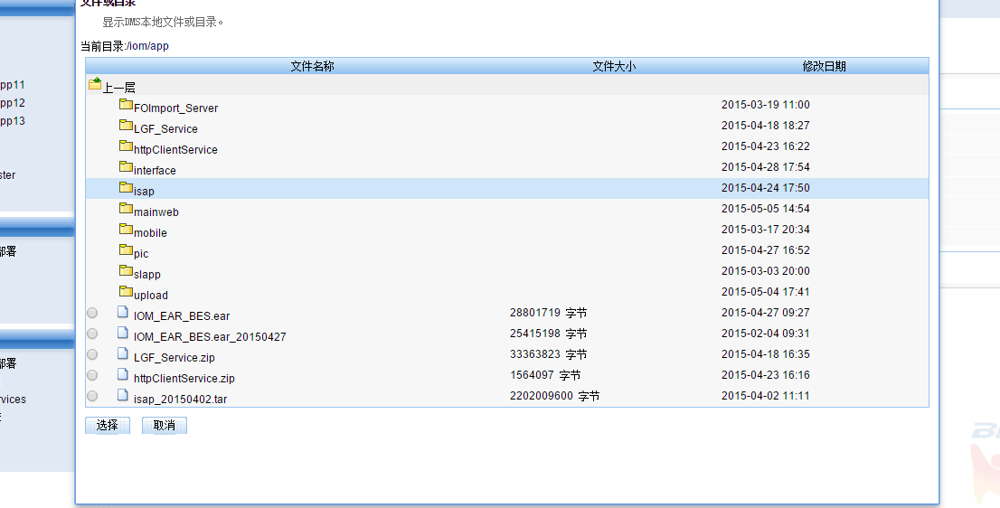 文件或目录
显示DMS本地文件或目录。
当前目录:/iom/app
文件名称 文件大小 修改日期
上一层
FOImport_Server 2015-03-19 11:00
LGF_Service 2015-04-18 18:27
httpClientService 2015-04-23 16:22
interface 2015-04-28 17:54
isap 2015-04-24 17:50
mainweb 2015-05-05 14:54
mobile 2015-03-17 20:34
pic 2015-04-27 16:52
slapp 2015-03-03 20:00
upload 2015-05-04 17:41
IOM_EAR_BES.ear 28801719 字节 2015-04-27 09:27
IOM_EAR_BES.ear_20150427 25415198 字节 2015-02-04 09:31
LGF_Service.zip 33363823 字节 2015-04-18 16:35
httpClientService.zip 1564097 字节 2015-04-23 16:16
isap_20150402.tar 2202009600 字节 2015-04-02 11:11
选择 取消
pp11
pp12
pp13
ster
部署
部署
rvices